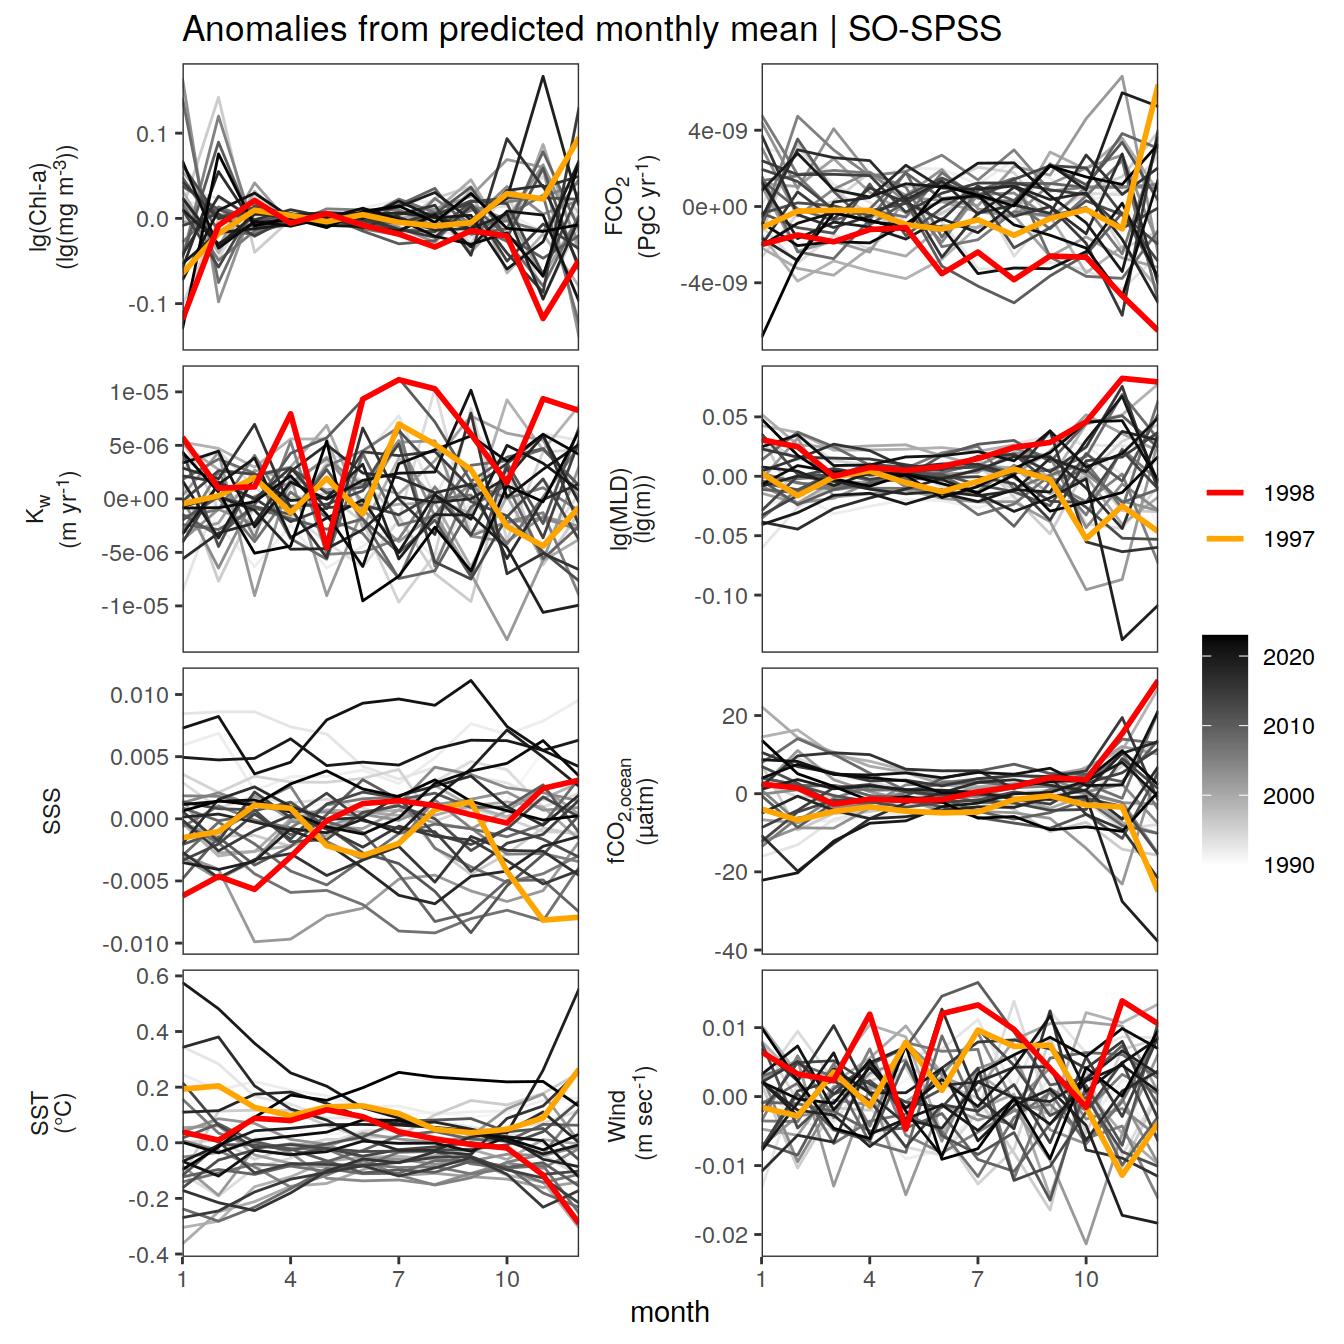 Anomalies from predicted monthly mean | SO-SPSS
lg(Chl-a)
(lg(mg m⁻³))
0.1
0.0
-0.1
FCO₂
(PgC yr⁻¹)
4e-09
0e+00
-4e-09
K_w
(m yr⁻¹)
1e-05
5e-06
0e+00
-5e-06
-1e-05
lg(MLD)
(lg(m))
0.05
0.00
-0.05
-0.10
SSS
0.010
0.005
0.000
-0.005
-0.010
fCO₂,ocean
(µatm)
20
0
-20
-40
SST
(°C)
0.6
0.4
0.2
0.0
-0.2
-0.4
1 4 7 10
Wind
(m sec⁻¹)
0.01
0.00
-0.01
-0.02
1 4 7 10
month
1998
1997
2020
2010
2000
1990